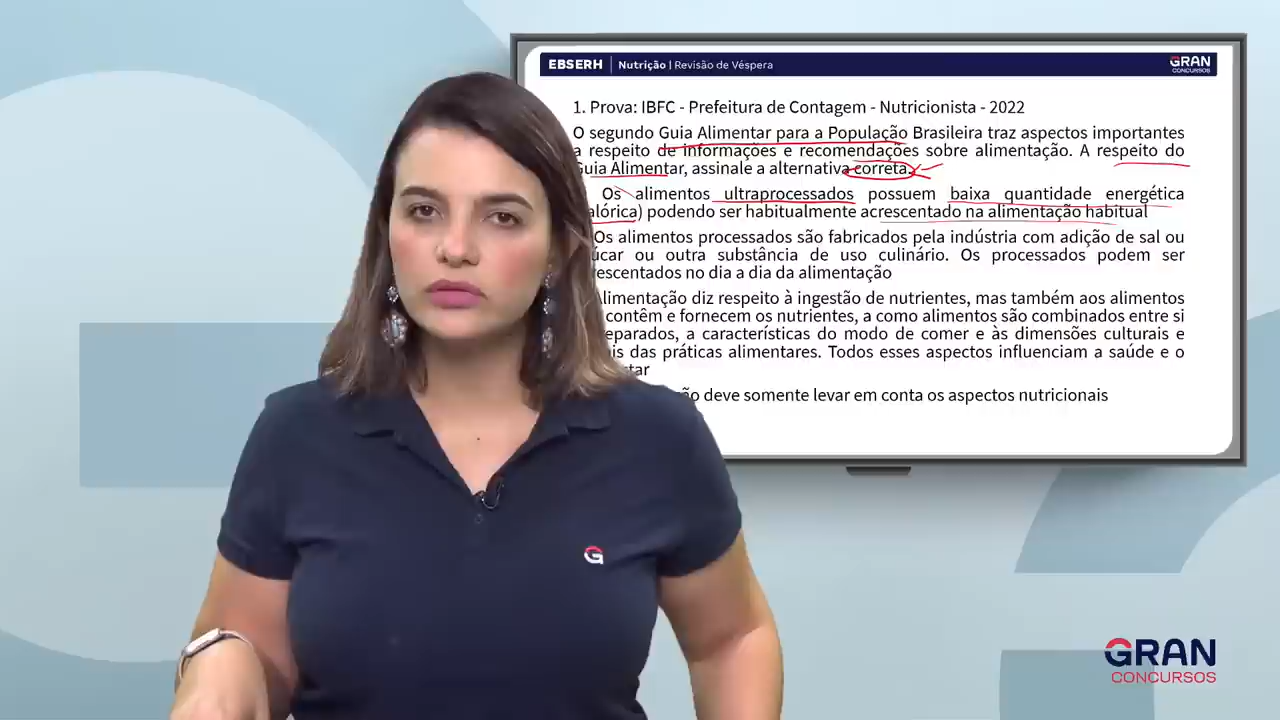 EBSERH | Nutrição | Revisão de Véspera
GRAN
CONCURSOS
1. Prova: IBFC - Prefeitura de Contagem - Nutricionista - 2022
O segundo Guia Alimentar para a População Brasileira traz aspectos importantes
a respeito de informações e recomendações sobre alimentação. A respeito do
Guia Alimentar, assinale a alternativa correta.
Os alimentos ultraprocessados possuem baixa quantidade energética
alórica) podendo ser habitualmente acrescentado na alimentação habitual
Os alimentos processados são fabricados pela indústria com adição de sal ou
úcar ou outra substância de uso culinário. Os processados podem ser
rescentados no dia a dia da alimentação
Alimentação diz respeito à ingestão de nutrientes, mas também aos alimentos
contêm e fornecem os nutrientes, a como alimentos são combinados entre si
eparados, a características do modo de comer e às dimensões culturais e
is das práticas alimentares. Todos esses aspectos influenciam a saúde e o
star
ão deve somente levar em conta os aspectos nutricionais
G
GRAN
CONCURSOS